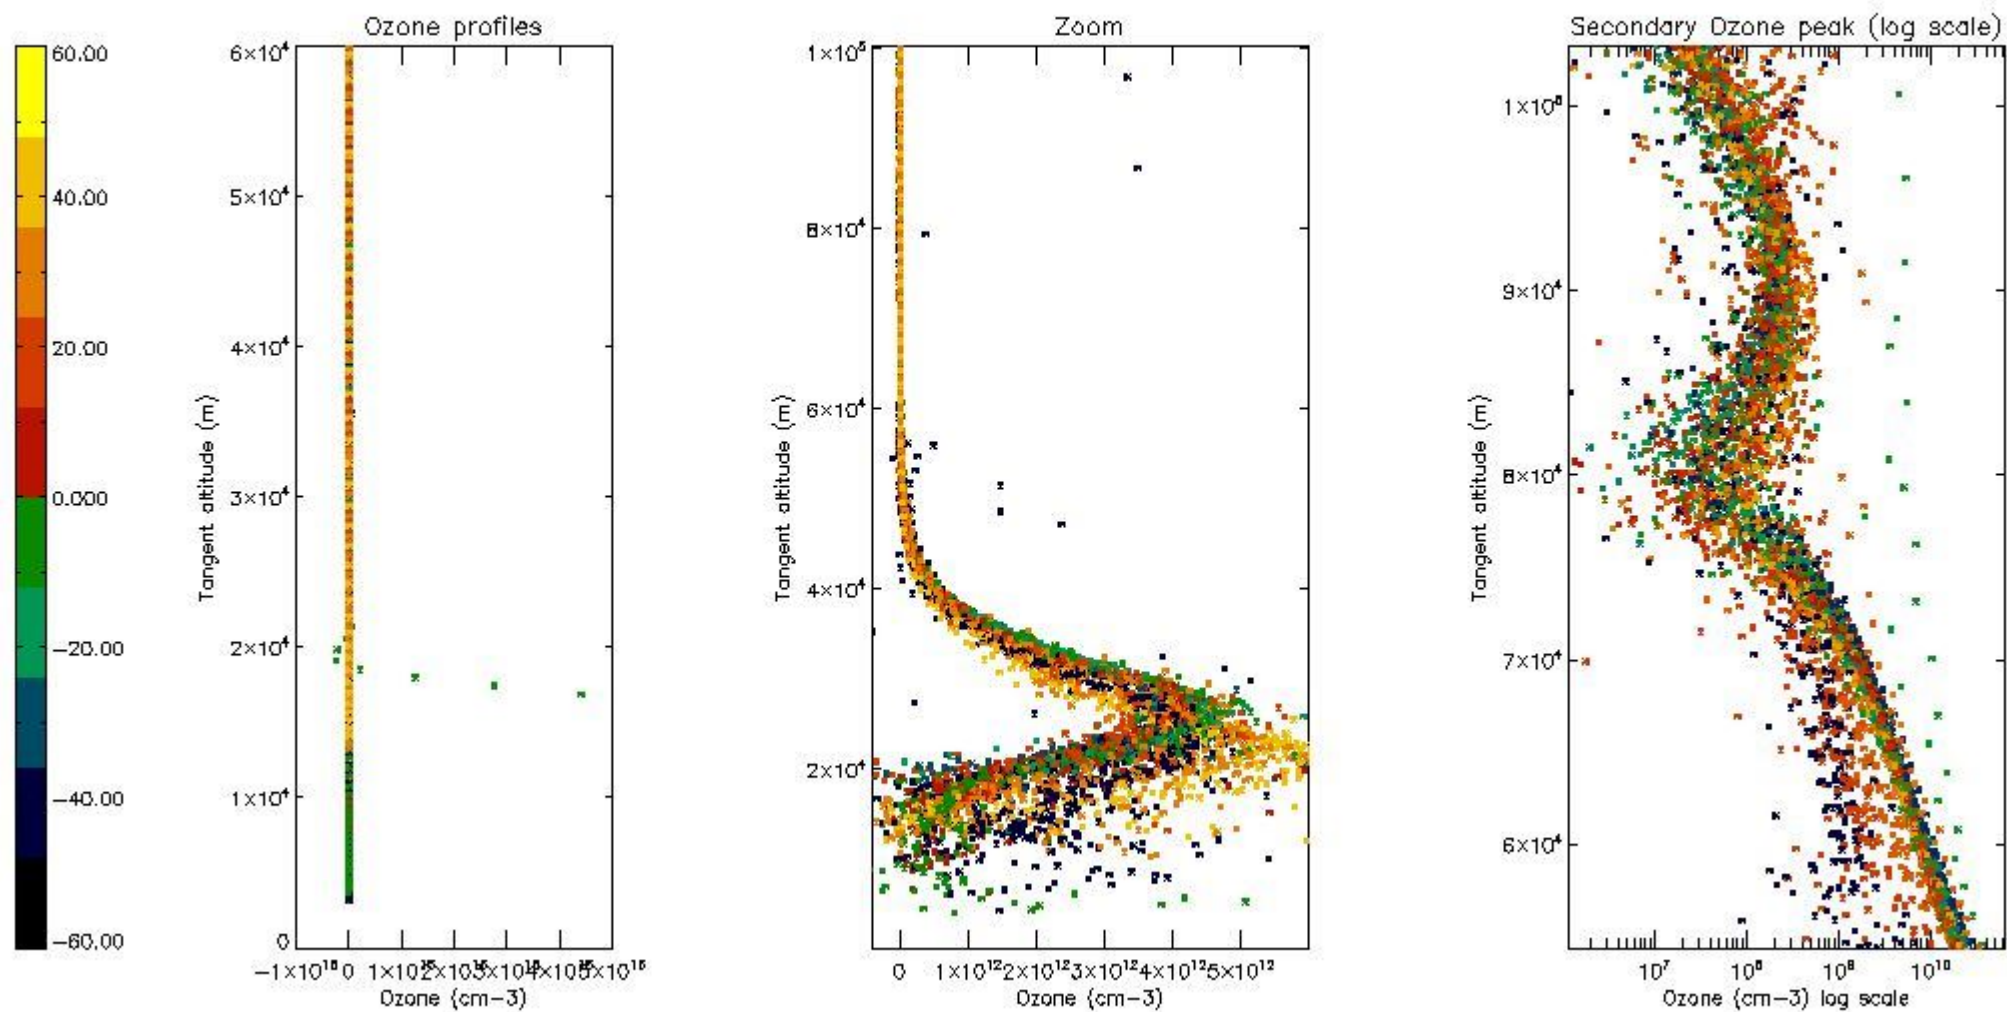 Ozone profiles
Zoom
Secondary Ozone peak (log scale)
60.00
40.00
20.00
0.000
−20.00
−40.00
−60.00
6×10⁴
5×10⁴
4×10⁴
3×10⁴
2×10⁴
1×10⁴
0
Tangent altitude (m)
0
Ozone (cm−3)
1×10⁵
8×10⁴
6×10⁴
4×10⁴
2×10⁴
Tangent altitude (m)
0 1×10¹² 2×10¹² 3×10¹² 4×10¹² 5×10¹²
Ozone (cm−3)
9×10⁴
8×10⁴
7×10⁴
6×10⁴
Tangent altitude (m)
10⁷ 10⁸ 10⁹ 10¹⁰
Ozone (cm−3) log scale